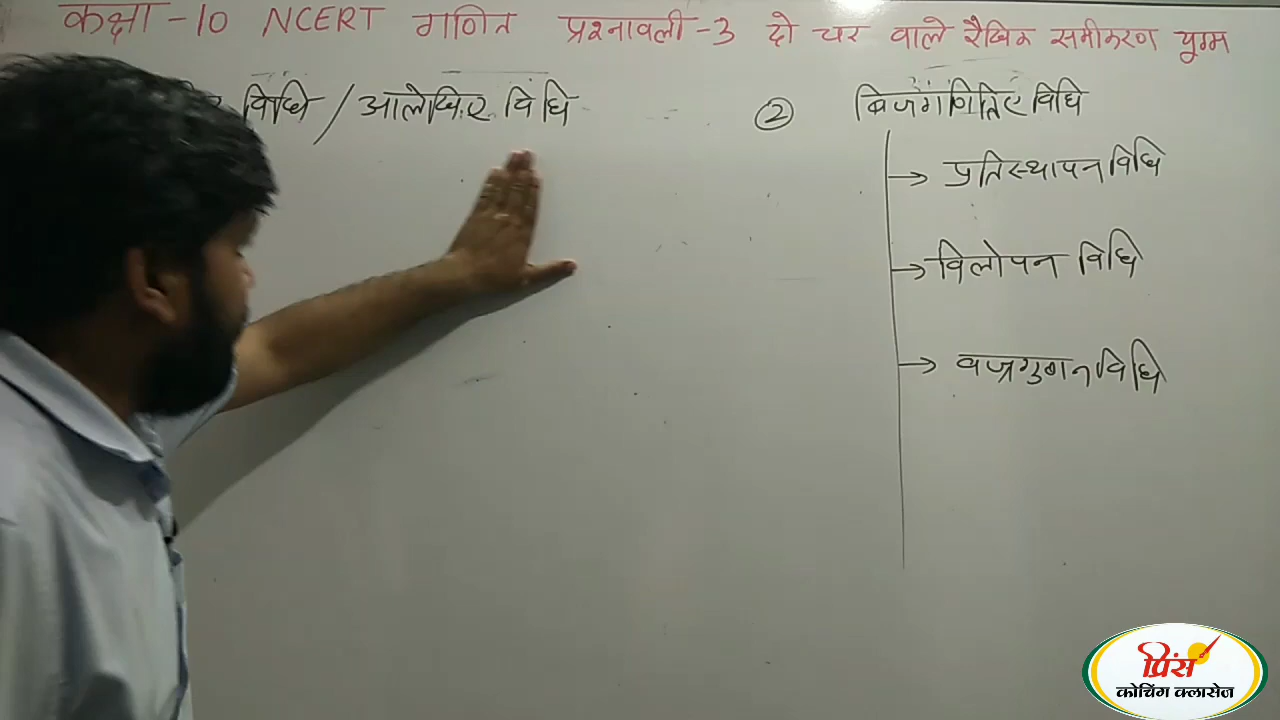 कक्षा -10 NCERT गणित प्रश्नावली-3 दो चर वाले रैखिक समीकरण युग्म
विधि / आलेखिए विधि
② बिजगणितिए विधि
→ प्रतिस्थापन विधि
→ विलोपन विधि
→ वज्रगुणन विधि
प्रिंस
कोचिंग क्लासेज